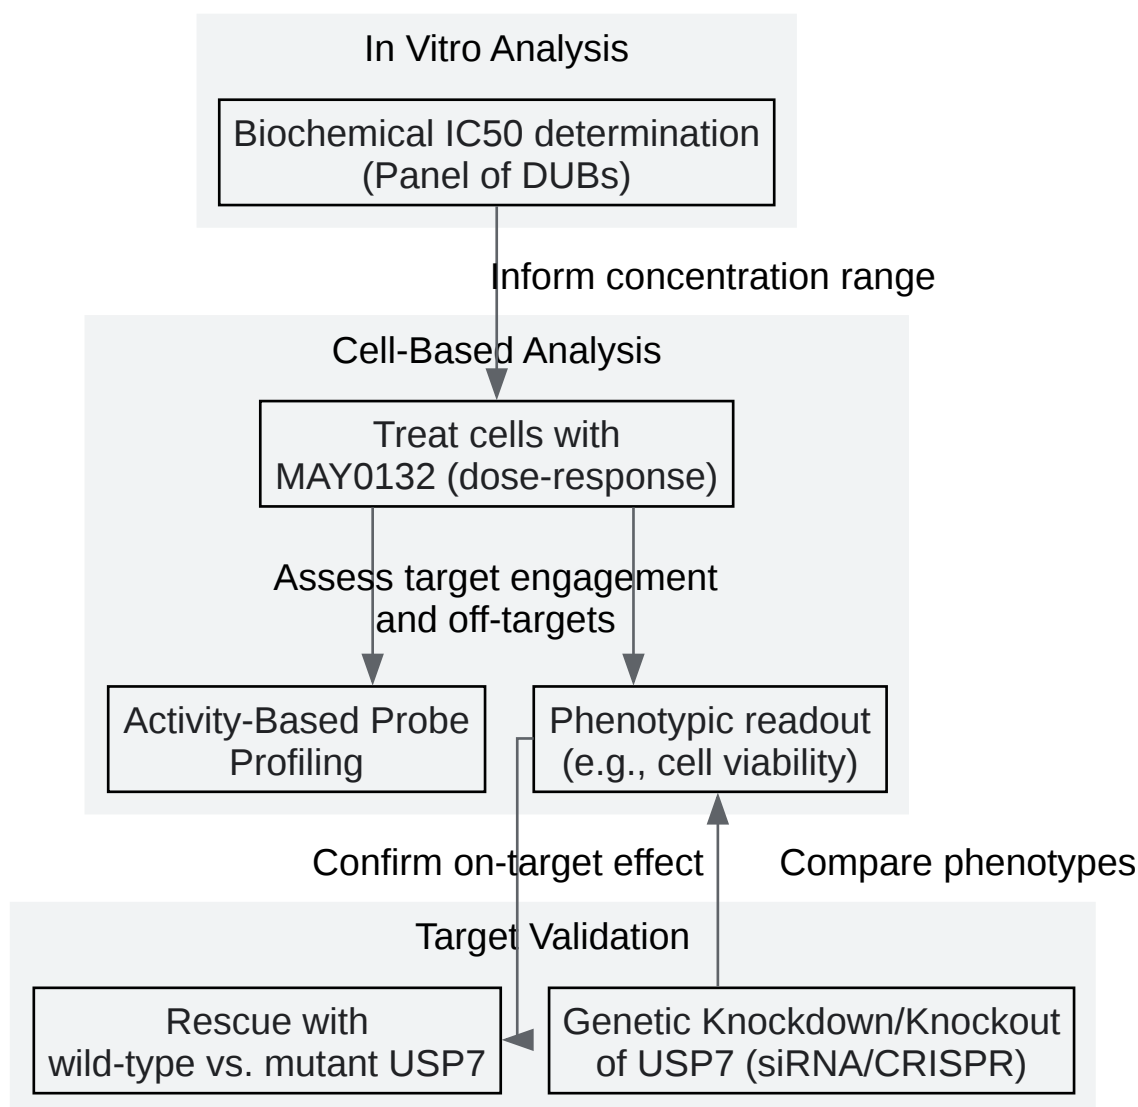 In Vitro Analysis
Biochemical IC50 determination
(Panel of DUBs)
Inform concentration range
Cell-Based Analysis
Treat cells with
MAY0132 (dose-response)
Assess target engagement
and off-targets
Activity-Based Probe
Profiling
Phenotypic readout
(e.g., cell viability)
Confirm on-target effect
Compare phenotypes
Target Validation
Rescue with
wild-type vs. mutant USP7
Genetic Knockdown/Knockout
of USP7 (siRNA/CRISPR)